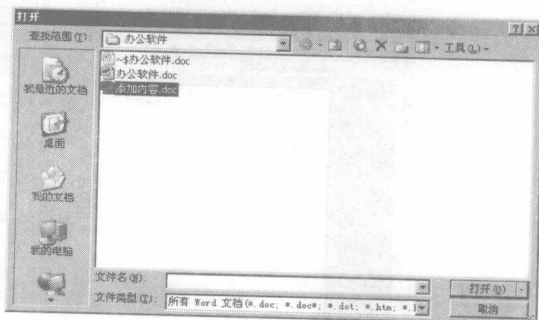 打开
查找范围(I):
办公软件
工具(L)
~$办公软件.doc
办公软件.doc
添加内容.doc
我最近的文档
桌面
我的文档
我的电脑
文件名(N):
打开(O)
文件类型(T):
所有 Word 文档(*.doc; *.doc*; *.dot; *.htm; *.
取消